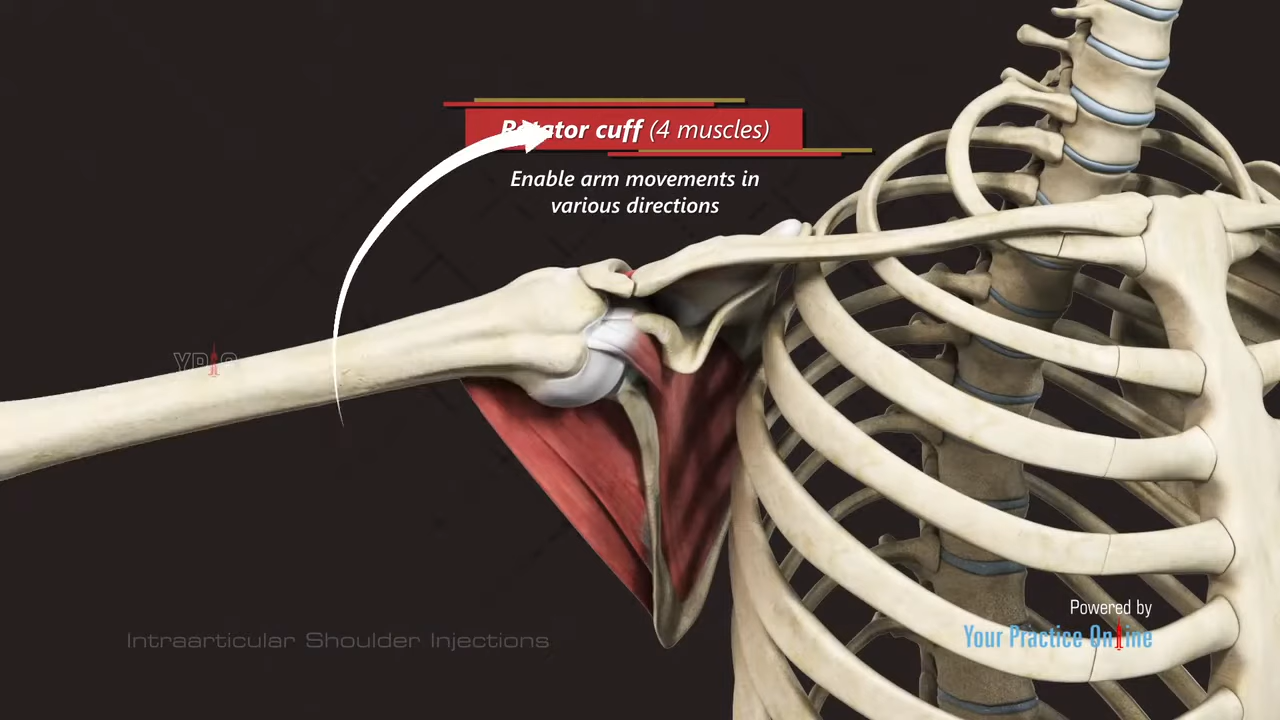 Rotator cuff (4 muscles)
Enable arm movements in
various directions
Intraarticular Shoulder Injections
Powered by
Your Practice Online